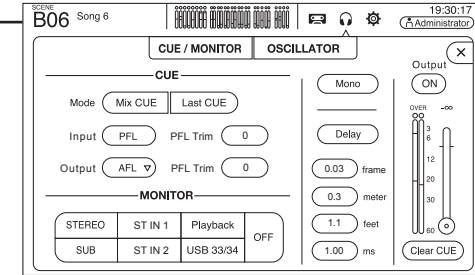 SCENE
B06 Song 6
19:30:17
Administrator
CUE / MONITOR OSCILLATOR
Output
ON
CUE
Mode Mix CUE Last CUE
Input PFL PFL Trim 0
Output AFL PFL Trim 0
MONITOR
STEREO ST IN 1 Playback OFF
SUB ST IN 2 USB 33/34
Mono
Delay
0.03 frame
0.3 meter
1.1 feet
1.00 ms
OVER -∞
3
6
12
20
30
60
Clear CUE